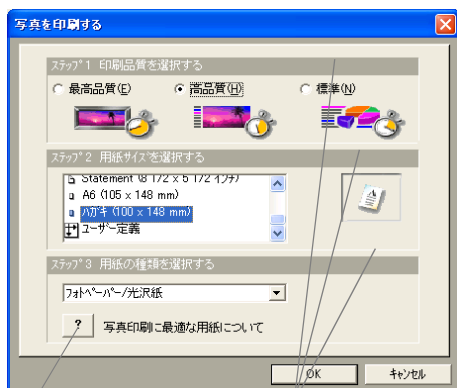 写真を印刷する
ステップ1 印刷品質を選択する
最高品質(E) 高品質(H) 標準(N)
ステップ2 用紙サイズを選択する
Statement (8 1/2 x 5 1/2 インチ)
A6 (105 x 148 mm)
ハガキ (100 x 148 mm)
ユーザー定義
ステップ3 用紙の種類を選択する
フォトペーパー/光沢紙
? 写真印刷に最適な用紙について
OK キャンセル